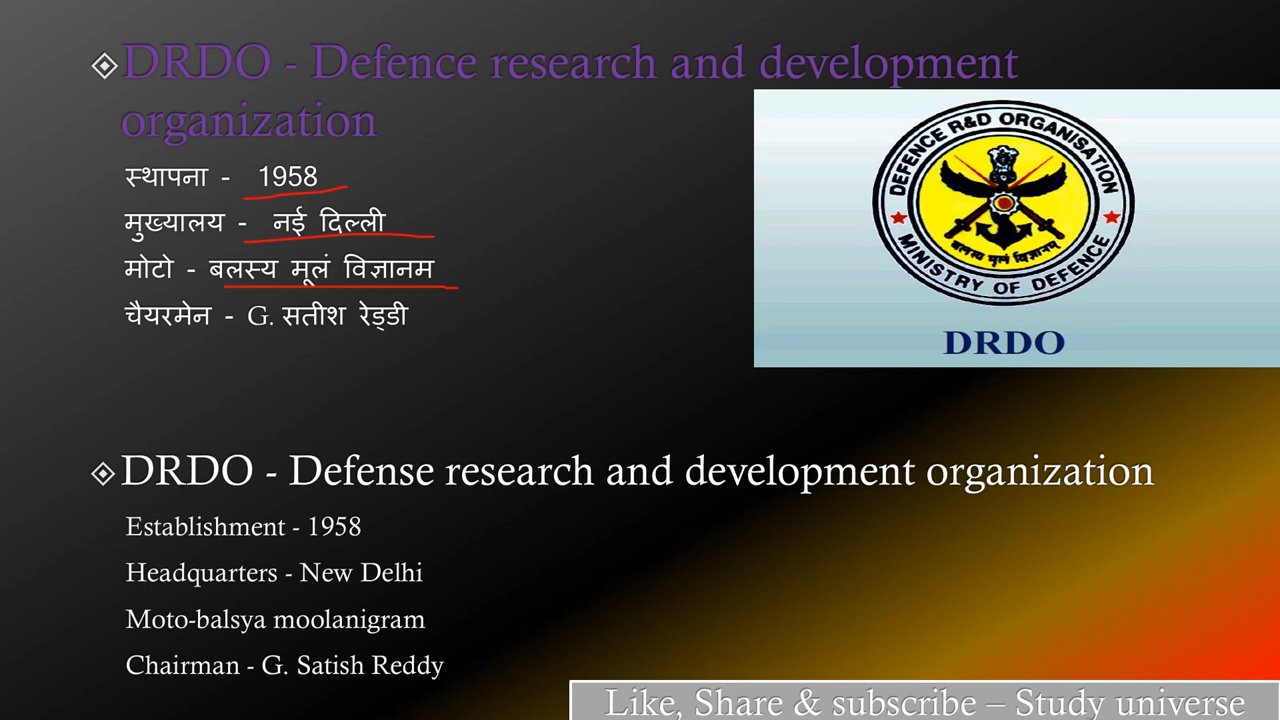 DRDO - Defence research and development
organization
स्थापना - 1958
मुख्यालय - नई दिल्ली
मोटो - बलस्य मूलं विज्ञानम
चैयरमेन - G. सतीश रेड्डी
DEFENCE R&D ORGANISATION
बलस्य मूलं विज्ञानम्
MINISTRY OF DEFENCE
DRDO
DRDO - Defense research and development organization
Establishment - 1958
Headquarters - New Delhi
Moto-balsya moolanigram
Chairman - G. Satish Reddy
Like, Share & subscribe – Study universe